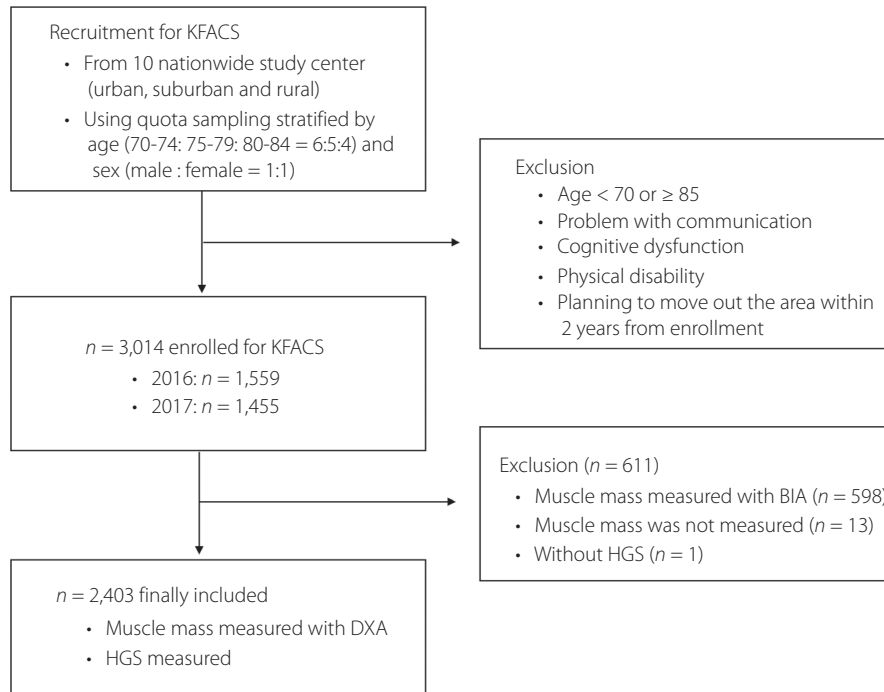 Recruitment for KFACS
• From 10 nationwide study center
(urban, suburban and rural)
• Using quota sampling stratified by
age (70-74: 75-79: 80-84 = 6:5:4) and
sex (male : female = 1:1)
Exclusion
• Age < 70 or ≥ 85
• Problem with communication
• Cognitive dysfunction
• Physical disability
• Planning to move out the area within
2 years from enrollment
n = 3,014 enrolled for KFACS
• 2016: n = 1,559
• 2017: n = 1,455
Exclusion (n = 611)
• Muscle mass measured with BIA (n = 598)
• Muscle mass was not measured (n = 13)
• Without HGS (n = 1)
n = 2,403 finally included
• Muscle mass measured with DXA
• HGS measured